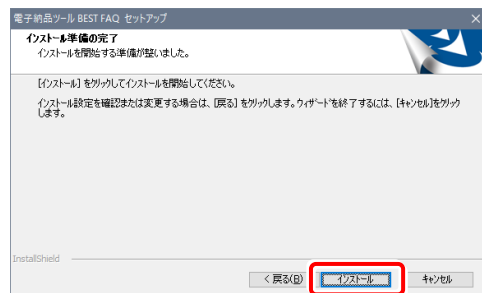 電子納品ツール BEST FAQ セットアップ
インストール準備の完了
インストールを開始する準備が整いました。
[インストール] をクリックしてインストールを開始してください。
インストール設定を確認または変更する場合は、[戻る] をクリックします。ウィザードを終了するには、[キャンセル]をクリック
します。
InstallShield
< 戻る(B)
インストール
キャンセル